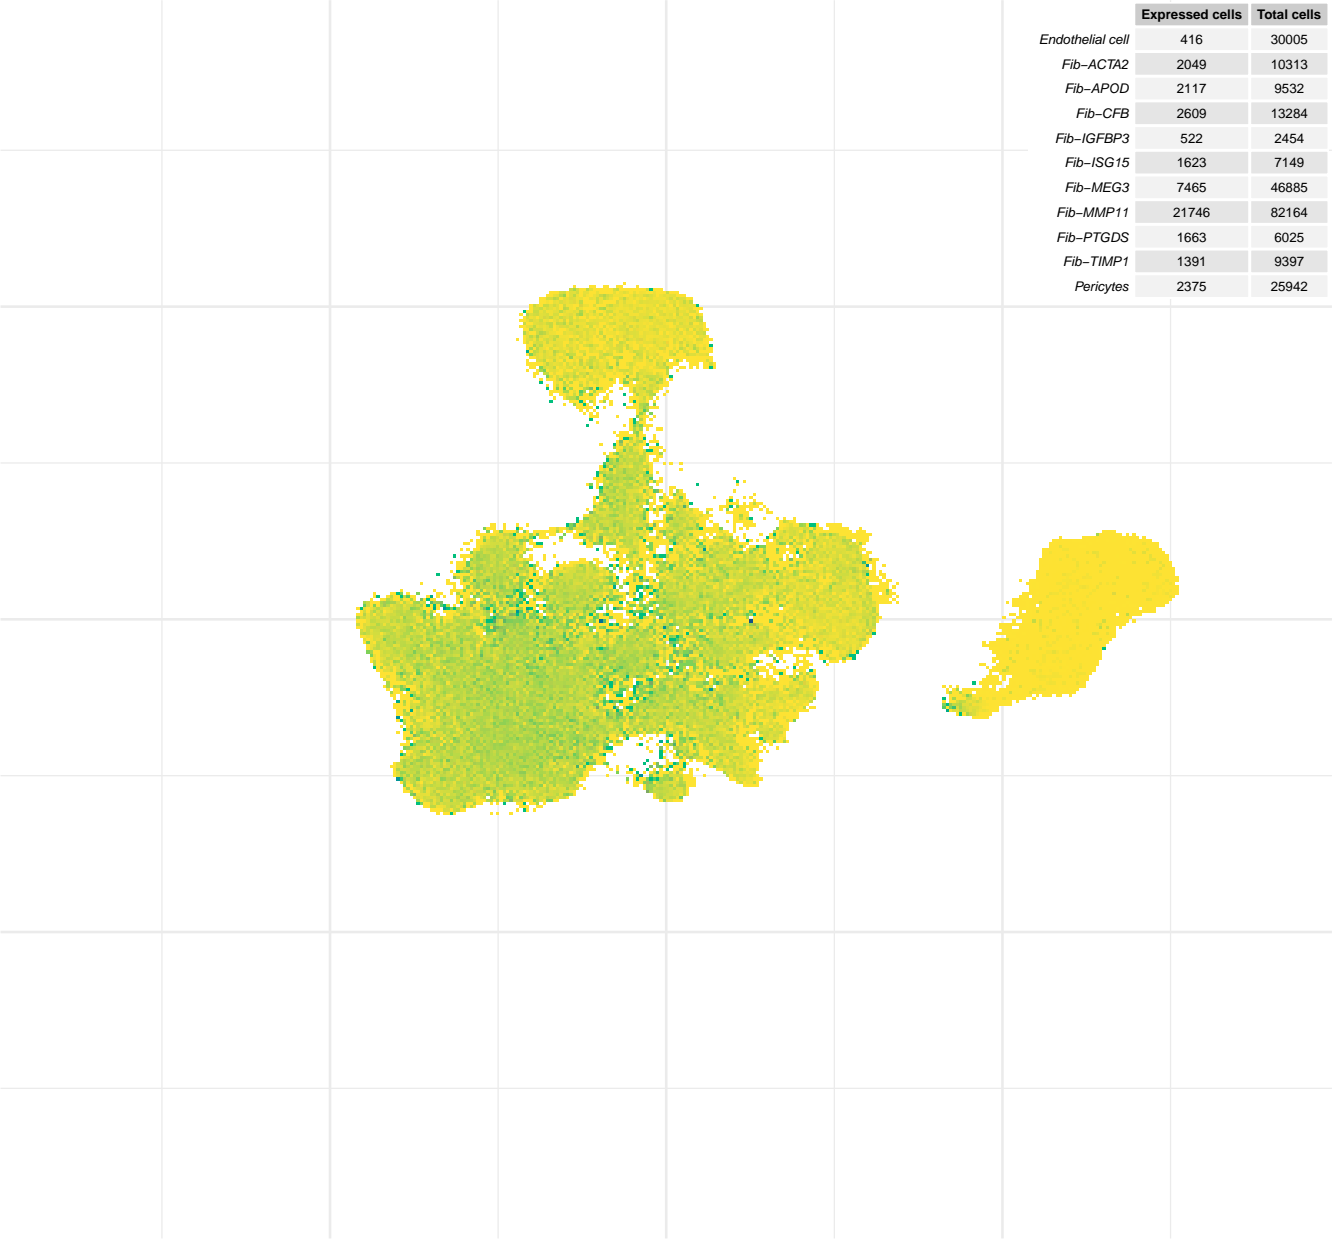 Expressed cells Total cells
Endothelial cell 416 30005
Fib−ACTA2 2049 10313
Fib−APOD 2117 9532
Fib−CFB 2609 13284
Fib−IGFBP3 522 2454
Fib−ISG15 1623 7149
Fib−MEG3 7465 46885
Fib−MMP11 21746 82164
Fib−PTGDS 1663 6025
Fib−TIMP1 1391 9397
Pericytes 2375 25942